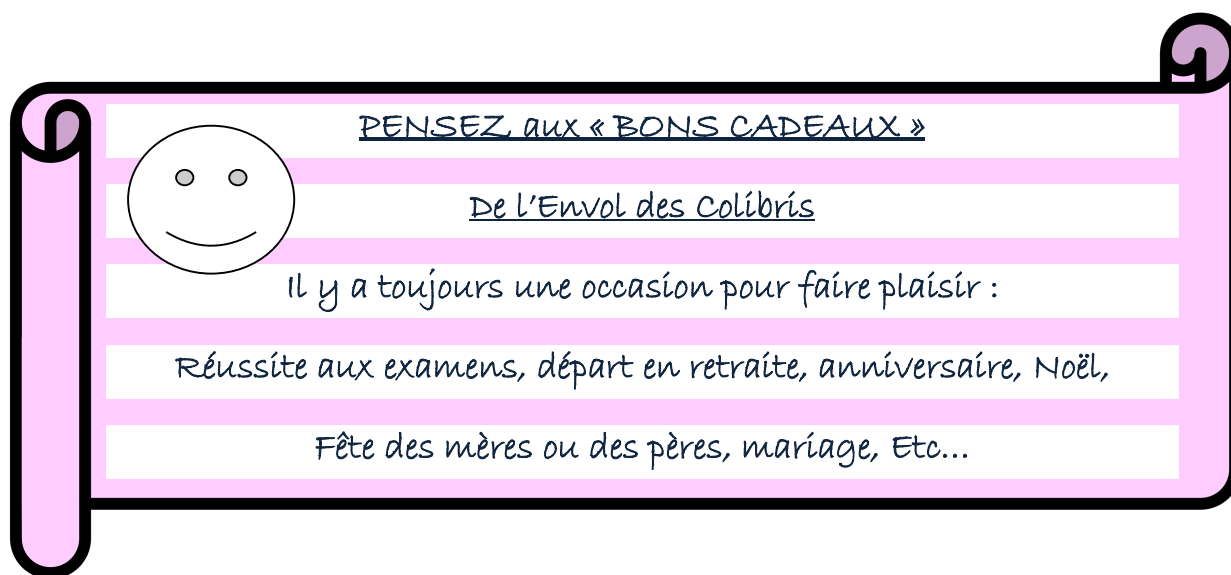 PENSEZ aux « BONS CADEAUX »
De l'Envol des Colibris
Il y a toujours une occasion pour faire plaisir :
Réussite aux examens, départ en retraite, anniversaire, Noël,
Fête des mères ou des pères, mariage, Etc...